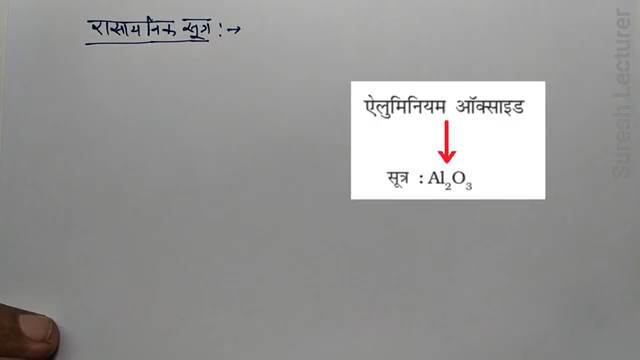 रासायनिक सूत्र :→
ऐलुमिनियम ऑक्साइड
सूत्र : Al₂O₃
Suresh Lecturer